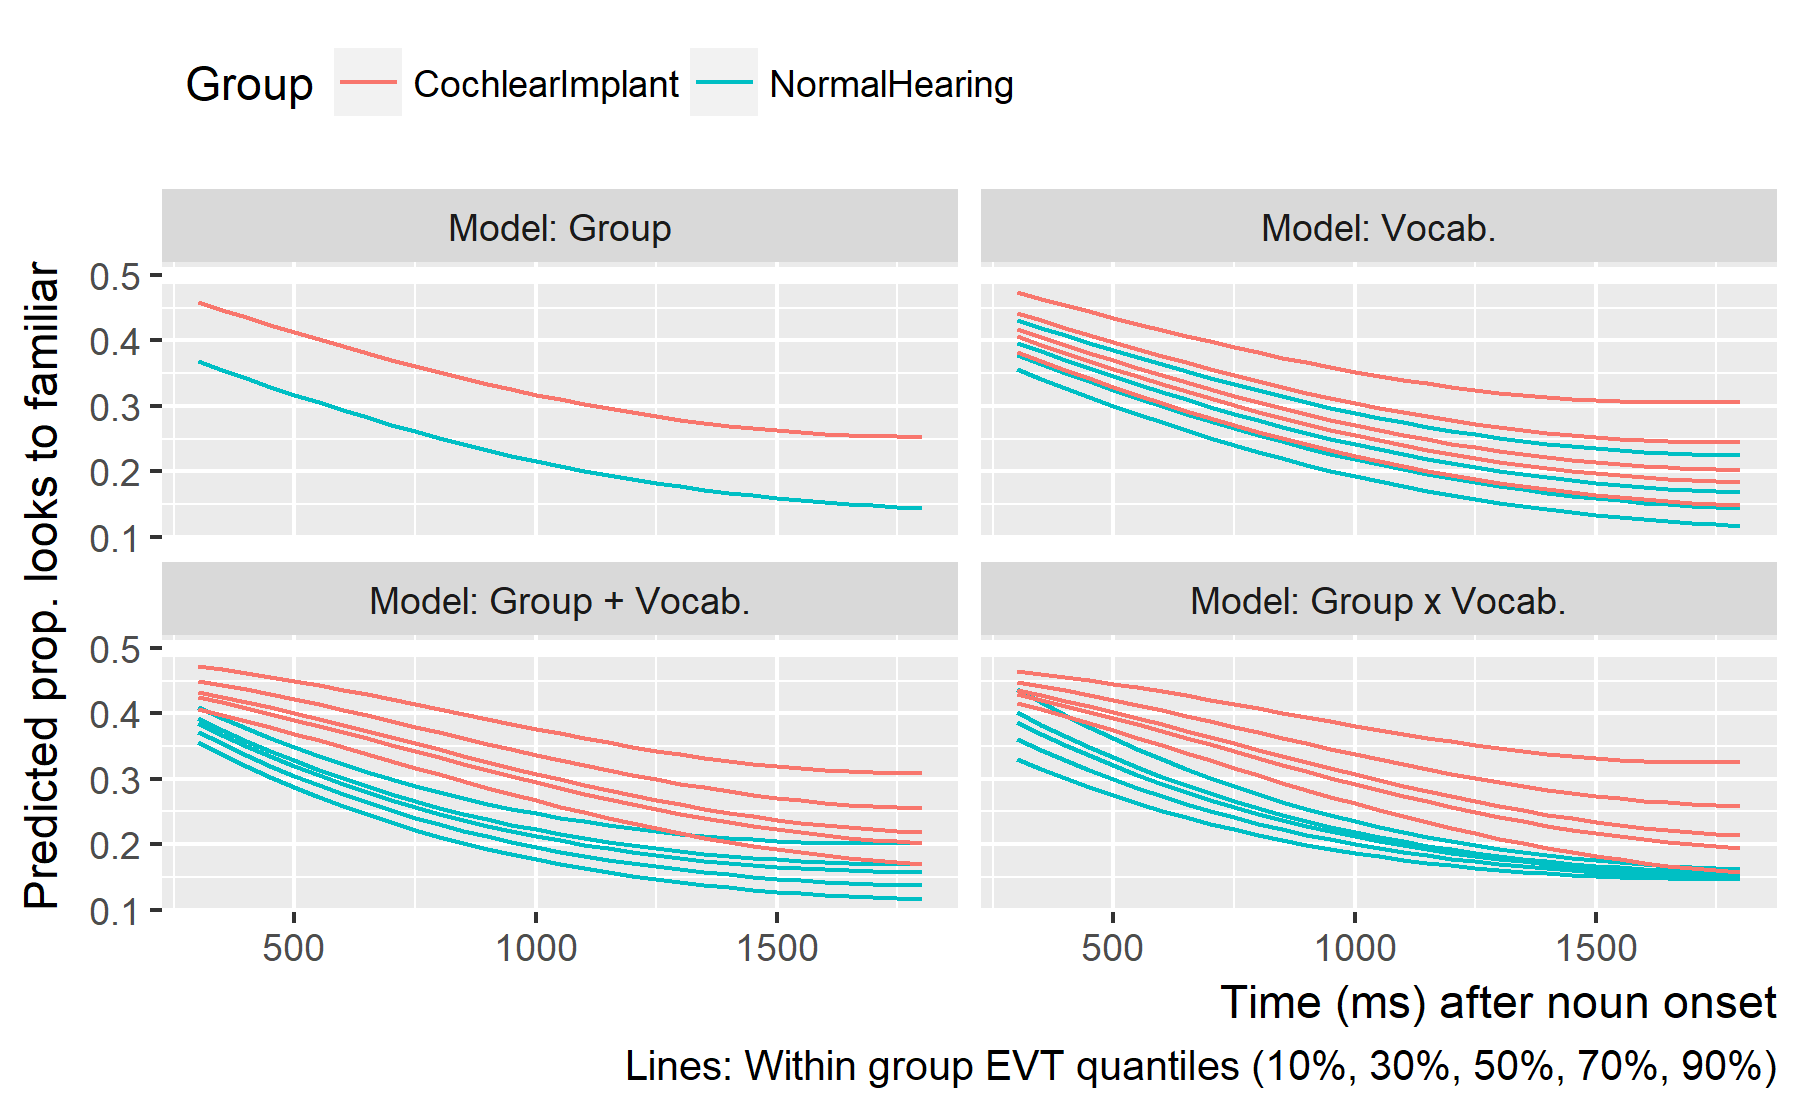 Group CochlearImplant NormalHearing
Model: Group
Model: Vocab.
0.5
0.4
0.3
0.2
0.1
Model: Group + Vocab.
Model: Group x Vocab.
0.5
0.4
0.3
0.2
0.1
500 1000 1500
500 1000 1500
Predicted prop. looks to familiar
Time (ms) after noun onset
Lines: Within group EVT quantiles (10%, 30%, 50%, 70%, 90%)